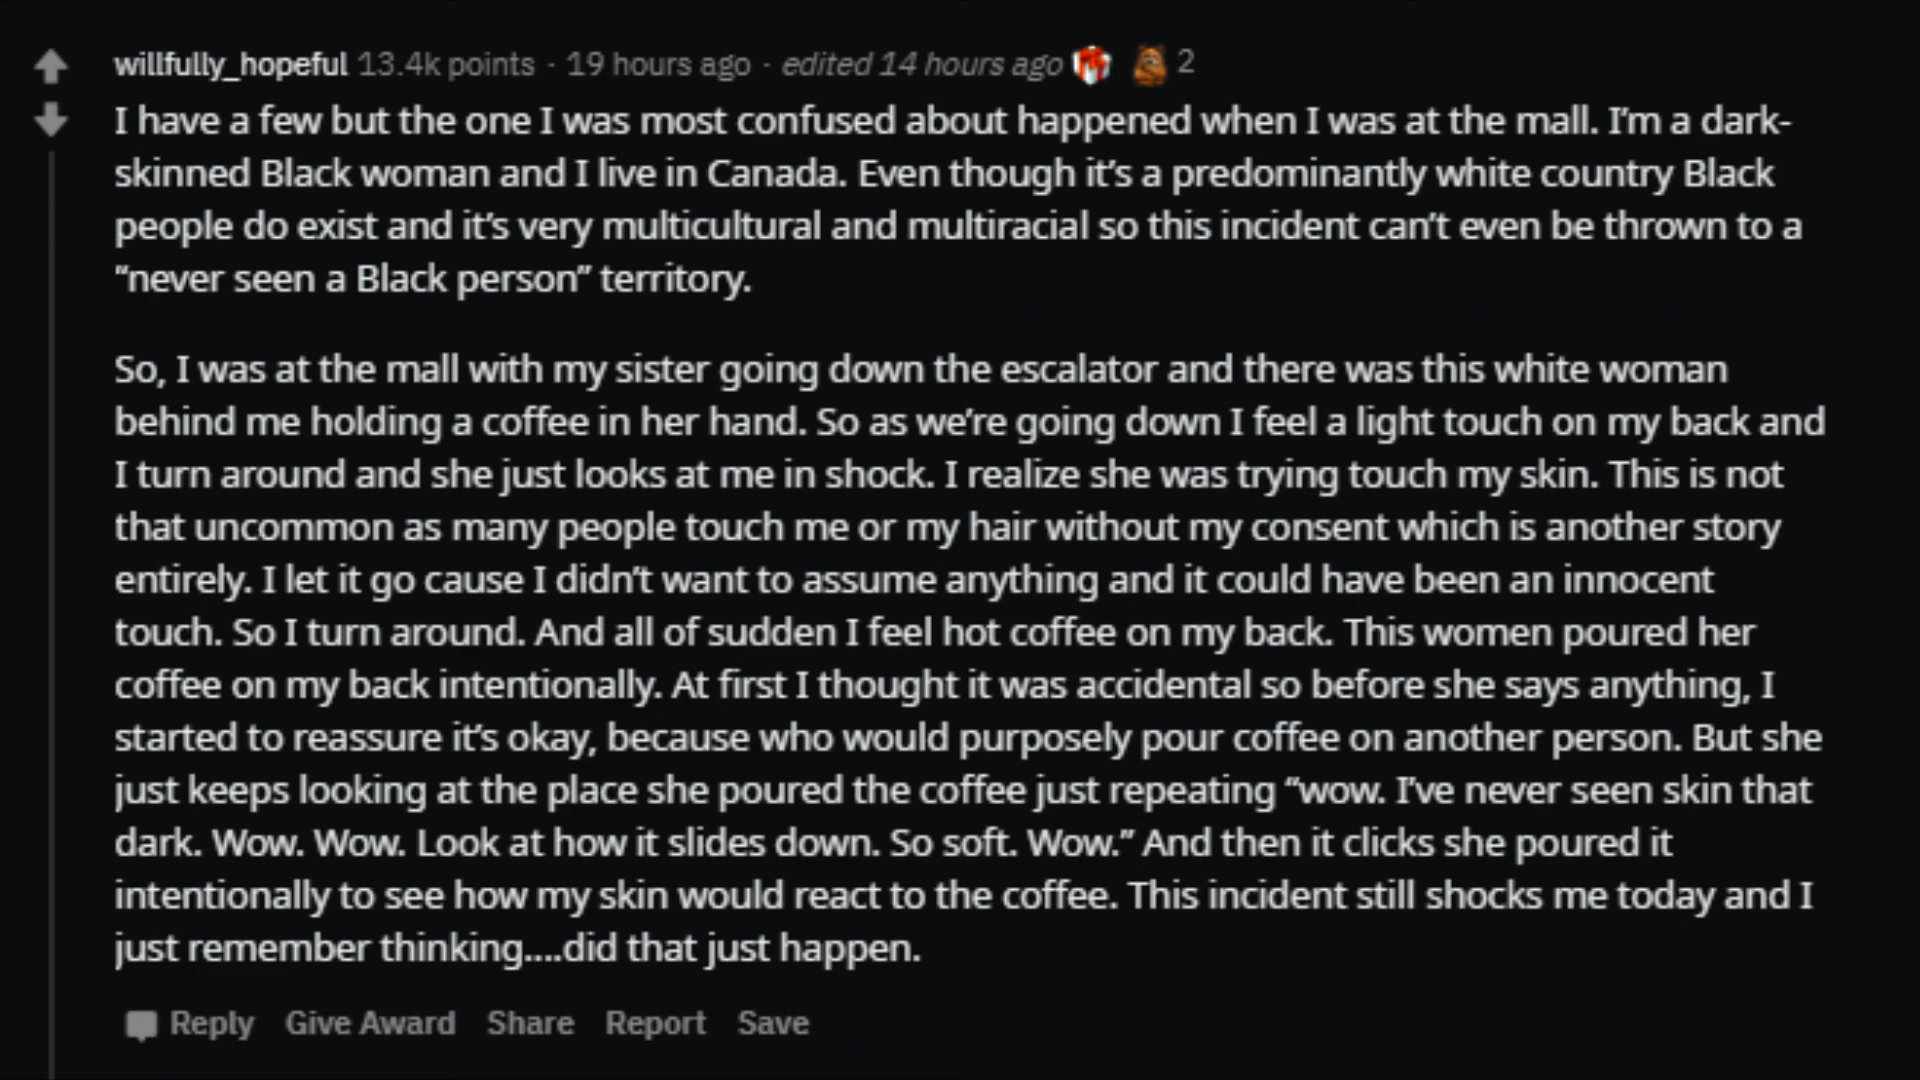 willfully_hopeful 13.4k points · 19 hours ago · edited 14 hours ago 2
I have a few but the one I was most confused about happened when I was at the mall. I’m a dark-
skinned Black woman and I live in Canada. Even though it’s a predominantly white country Black
people do exist and it’s very multicultural and multiracial so this incident can’t even be thrown to a
“never seen a Black person” territory.
So, I was at the mall with my sister going down the escalator and there was this white woman
behind me holding a coffee in her hand. So as we’re going down I feel a light touch on my back and
I turn around and she just looks at me in shock. I realize she was trying touch my skin. This is not
that uncommon as many people touch me or my hair without my consent which is another story
entirely. I let it go cause I didn’t want to assume anything and it could have been an innocent
touch. So I turn around. And all of sudden I feel hot coffee on my back. This women poured her
coffee on my back intentionally. At first I thought it was accidental so before she says anything, I
started to reassure it’s okay, because who would purposely pour coffee on another person. But she
just keeps looking at the place she poured the coffee just repeating “wow. I’ve never seen skin that
dark. Wow. Wow. Look at how it slides down. So soft. Wow.” And then it clicks she poured it
intentionally to see how my skin would react to the coffee. This incident still shocks me today and I
just remember thinking....did that just happen.
Reply Give Award Share Report Save